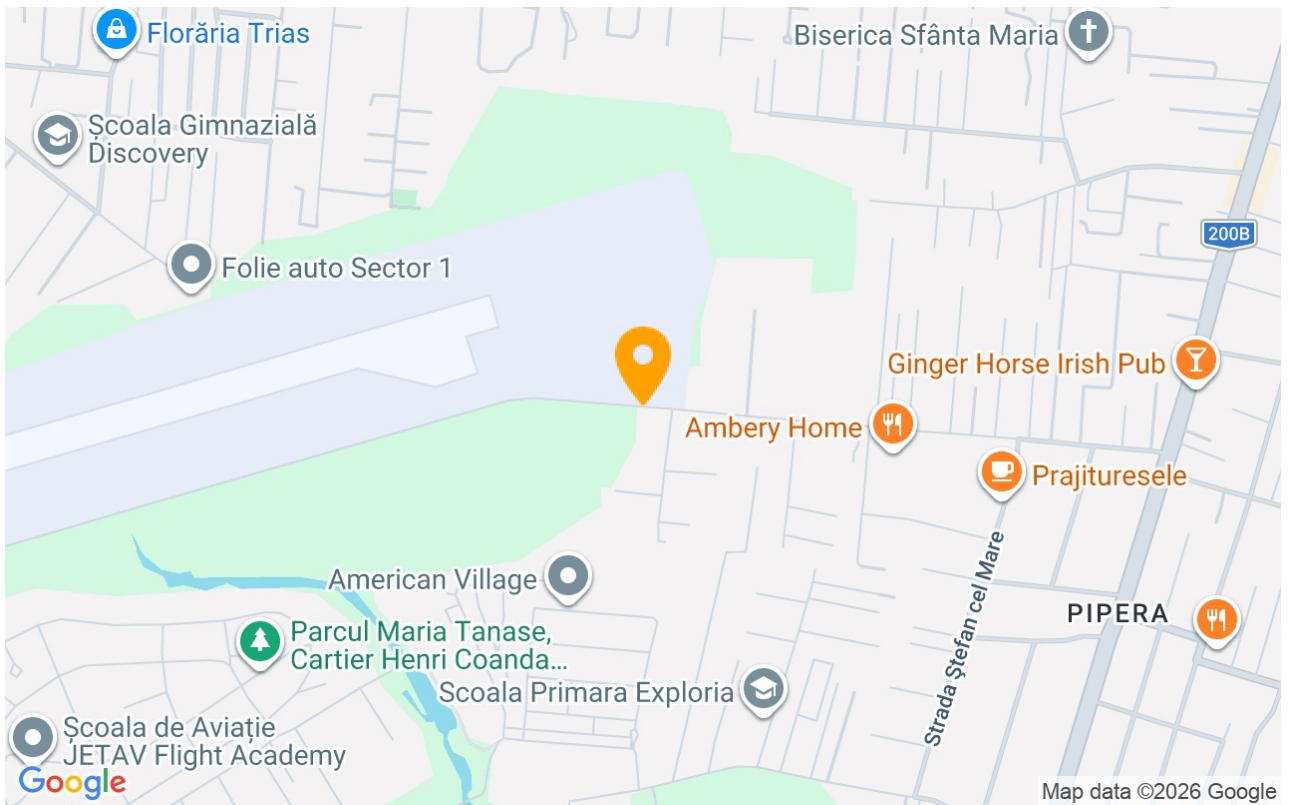 Florăria Trias
Biserica Sfânta Maria
Școala Gimnazială
Discovery
200B
Folie auto Sector 1
Ginger Horse Irish Pub
Ambery Home
Prajituresele
American Village
Strada Ştefan cel Mare
PIPERA
Parcul Maria Tanase,
Cartier Henri Coanda...
Scoala Primara Exploria
Școala de Aviație
JETAV Flight Academy
Google
Map data ©2026 Google